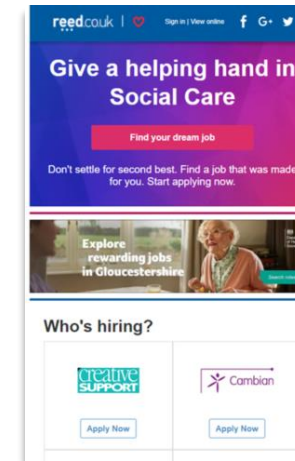 reed.co.uk | Sign in | View online f G+
Give a helping hand in
Social Care
Find your dream job
Don't settle for second best. Find a job that was made
for you. Start applying now.
Explore
rewarding jobs
in Gloucestershire
Who's hiring?
creative
SUPPORT
Cambian
Apply Now
Apply Now